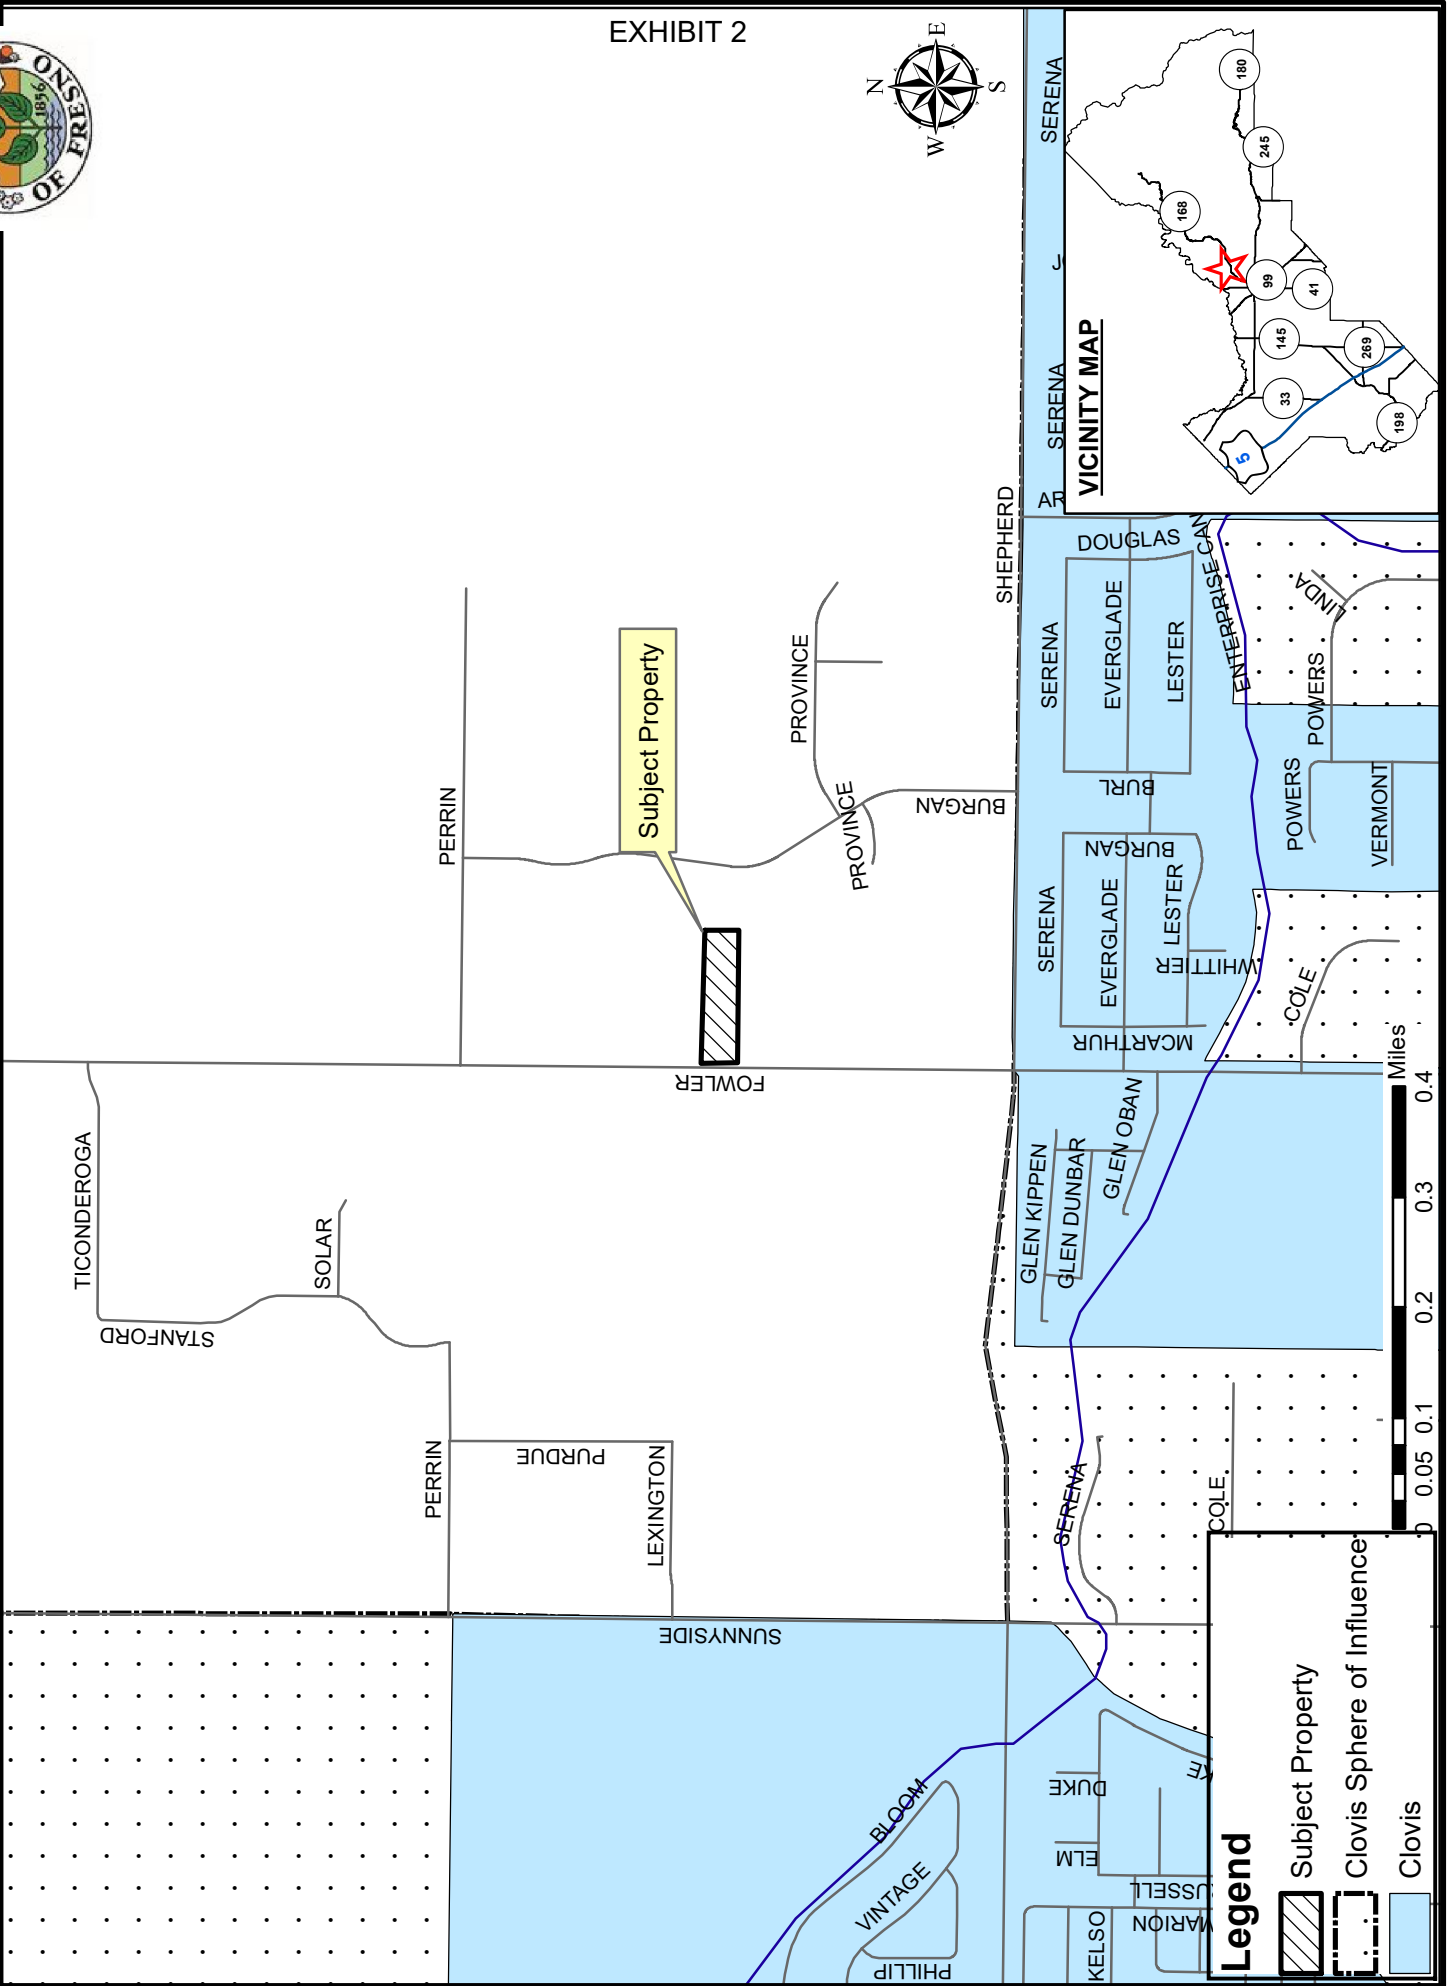 EXHIBIT 2
OF FRESNO
1856
N
E
S
W
SERENA
SERENA
SHEPHERD
DOUGLAS
SERENA
EVERGLADE
LESTER
ENTERPRISE CAN
LINDA
POWERS
POWERS
VERMONT
BURL
BURGAN
SERENA
EVERGLADE
LESTER
WHITTIER
MCARTHUR
COLE
PERRIN
Subject Property
PROVINCE
PROVINCE
BURGAN
FOWLER
TICONDEROGA
SOLAR
STANFORD
PERRIN
PURDUE
LEXINGTON
SUNNYSIDE
GLEN KIPPEN
GLEN DUNBAR
GLEN OBAN
SERENA
COLE
BLOOM
VINTAGE
PHILLIP
DUKE
ELM
KELSO
MARION
VICINITY MAP
180
245
168
99
41
145
269
33
198
5
Miles
0 0.05 0.1 0.2 0.3 0.4
Legend
Subject Property
Clovis Sphere of Influence
Clovis